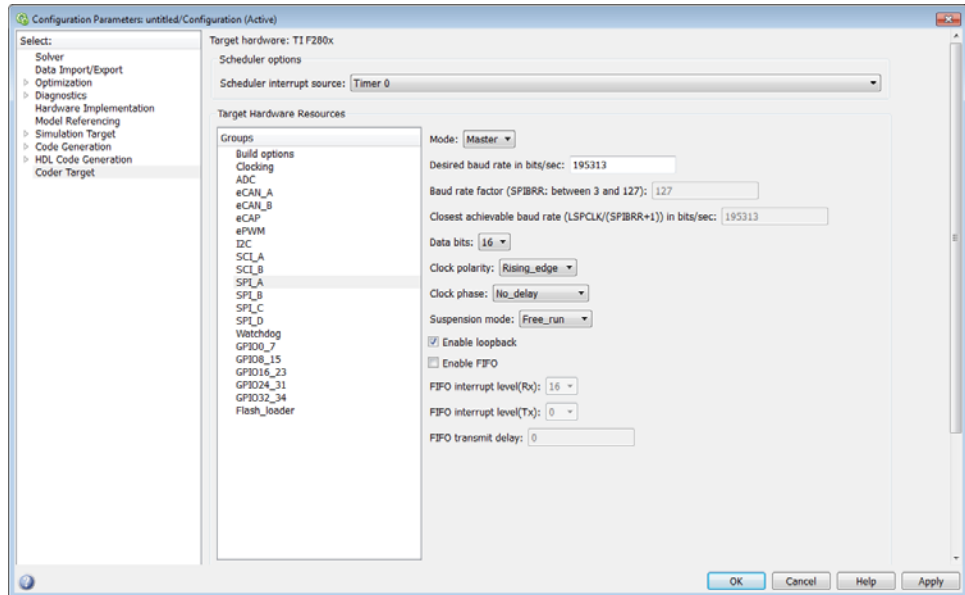 Configuration Parameters: untitled/Configuration (Active)
Select:
Solver
Data Import/Export
Optimization
Diagnostics
Hardware Implementation
Model Referencing
Simulation Target
Code Generation
HDL Code Generation
Coder Target
Target hardware: TI F280x
Scheduler options
Scheduler interrupt source: Timer 0
Target Hardware Resources
Groups
Build options
Clocking
ADC
eCAN_A
eCAN_B
eCAP
ePWM
I2C
SCI_A
SCI_B
SPI_A
SPI_B
SPI_C
SPI_D
Watchdog
GPIO0_7
GPIO8_15
GPIO16_23
GPIO24_31
GPIO32_34
Flash_loader
Mode: Master
Desired baud rate in bits/sec: 195313
Baud rate factor (SPIBRR: between 3 and 127): 127
Closest achievable baud rate (LSPCLK/(SPIBRR+1)) in bits/sec: 195313
Data bits: 16
Clock polarity: Rising_edge
Clock phase: No_delay
Suspension mode: Free_run
Enable loopback
Enable FIFO
FIFO interrupt level(Rx): 16
FIFO interrupt level(Tx): 0
FIFO transmit delay: 0
OK
Cancel
Help
Apply